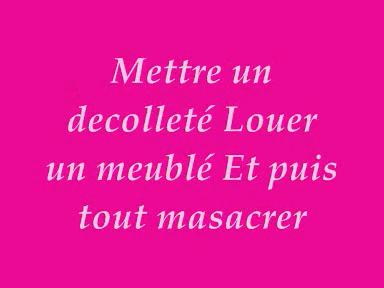 Mettre un
decolleté Louer
un meublé Et puis
tout masacrer